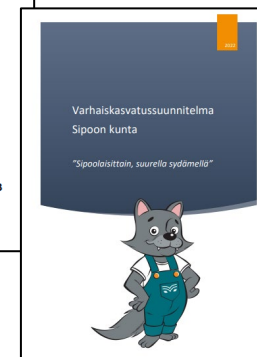 2022
Varhaiskasvatussuunnitelma
Sipoon kunta
”Sipoolaisittain, suurella sydämellä”